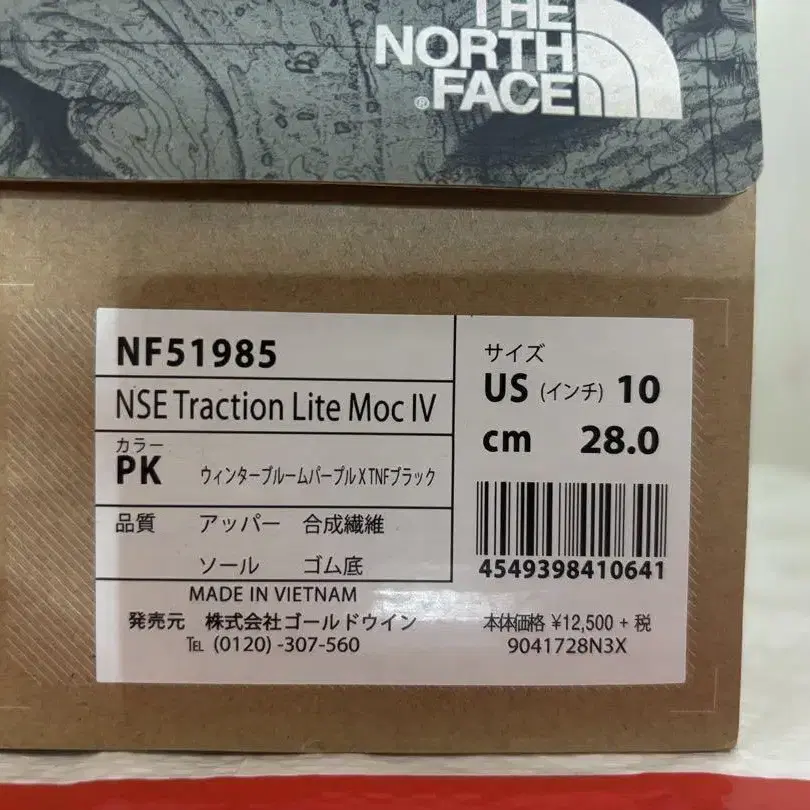 THE
NORTH
®FACE
NF51985
NSE Traction Lite Moc IV
カラー
PK ウィンターブルームパープル X TNFブラック
品質 アッパー 合成繊維
ソール ゴム底
MADE IN VIETNAM
発売元 株式会社ゴールドウイン
TEL (0120) -307-560
サイズ
US (インチ) 10
cm 28.0
4549398410641
本体価格 ¥12,500 + 税
9041728N3X